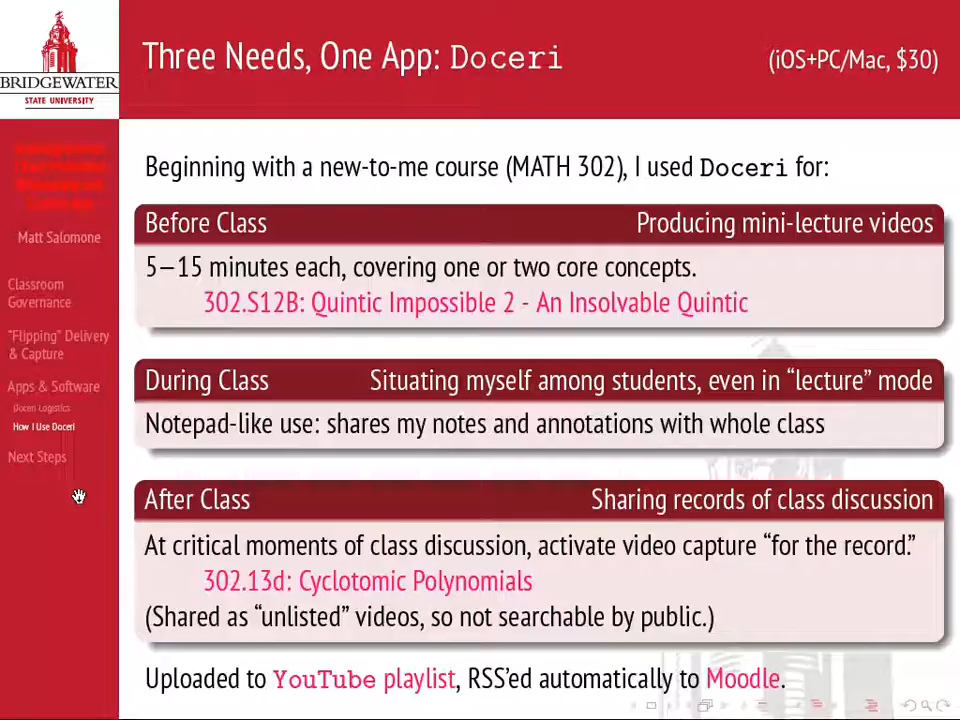 BRIDGEWATER
STATE UNIVERSITY
Three Needs, One App: Doceri
(iOS+PC/Mac, $30)
Matt Salomone
Classroom
Governance
"Flipping" Delivery
& Capture
Apps & Software
Doceri Logistics
How I Use Doceri
Next Steps
Beginning with a new-to-me course (MATH 302), I used Doceri for:
Before Class Producing mini-lecture videos
5–15 minutes each, covering one or two core concepts.
302.S12B: Quintic Impossible 2 - An Insolvable Quintic
During Class Situating myself among students, even in “lecture” mode
Notepad-like use: shares my notes and annotations with whole class
After Class Sharing records of class discussion
At critical moments of class discussion, activate video capture “for the record.”
302.13d: Cyclotomic Polynomials
(Shared as “unlisted” videos, so not searchable by public.)
Uploaded to YouTube playlist, RSS’ed automatically to Moodle.